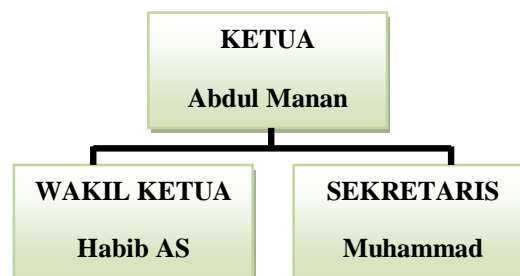 KETUA
Abdul Manan
WAKIL KETUA
Habib AS
SEKRETARIS
Muhammad